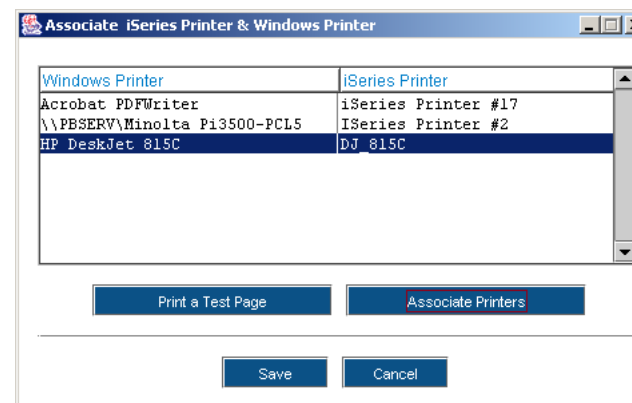 Associate iSeries Printer & Windows Printer
Windows Printer iSeries Printer
Acrobat PDFWriter iSeries Printer #17
\\PBSERV\Minolta Pi3500-PCL5 ISeries Printer #2
HP DeskJet 815C DJ_815C
Print a Test Page Associate Printers
Save Cancel